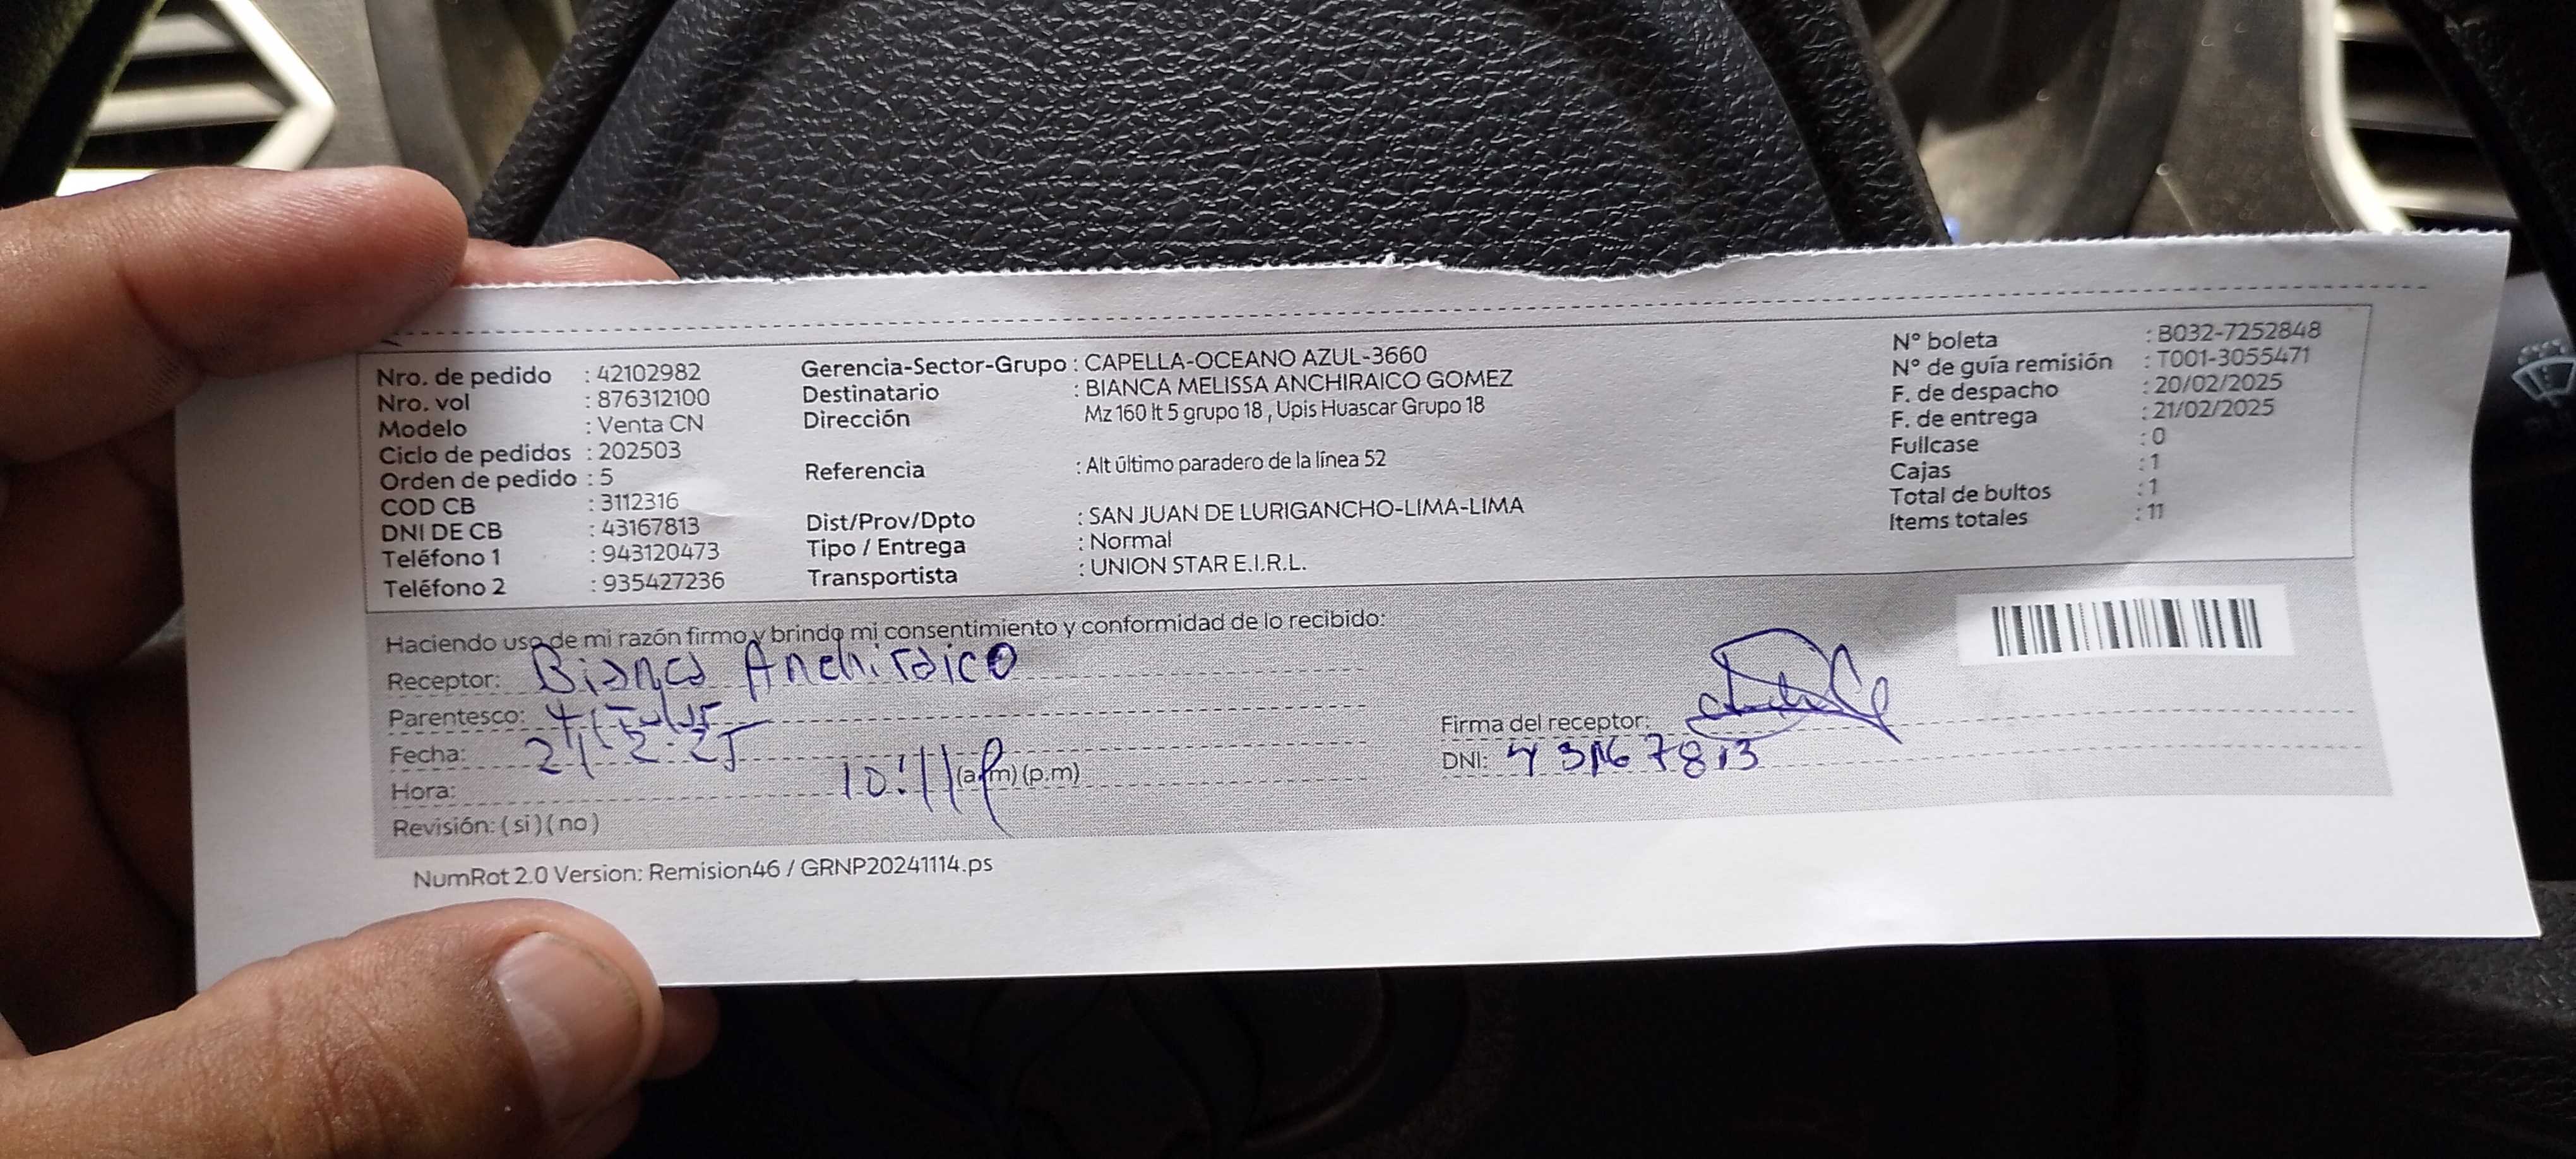 Nro. de pedido : 42102982
Nro. vol : 876312100
Modelo : Venta CN
Ciclo de pedidos : 202503
Orden de pedido : 5
COD CB : 3112316
DNI DE CB : 43167813
Teléfono 1 : 943120473
Teléfono 2 : 935427236
Gerencia-Sector-Grupo : CAPELLA-OCEANO AZUL-3660
Destinatario : BIANCA MELISSA ANCHIRAICO GOMEZ
Dirección Mz 160 lt 5 grupo 18 , Upis Huascar Grupo 18
Referencia : Alt último paradero de la línea 52
Dist/Prov/Dpto : SAN JUAN DE LURIGANCHO-LIMA-LIMA
Tipo / Entrega : Normal
Transportista : UNION STAR E.I.R.L.
Nº boleta : B032-7252848
Nº de guía remisión : T001-3055471
F. de despacho : 20/02/2025
F. de entrega : 21/02/2025
Fullcase : 0
Cajas : 1
Total de bultos : 1
Items totales : 11
Haciendo uso de mi razón firmo y brindo mi consentimiento y conformidad de lo recibido:
Receptor: Bianca Anchiraico
Parentesco:
Fecha: 21.2.25
Hora: 10:11 (a.m) (p.m)
Revisión: ( si ) ( no )
Firma del receptor:
DNI: 43167813
NumRot 2.0 Version: Remision46 / GRNP20241114.ps